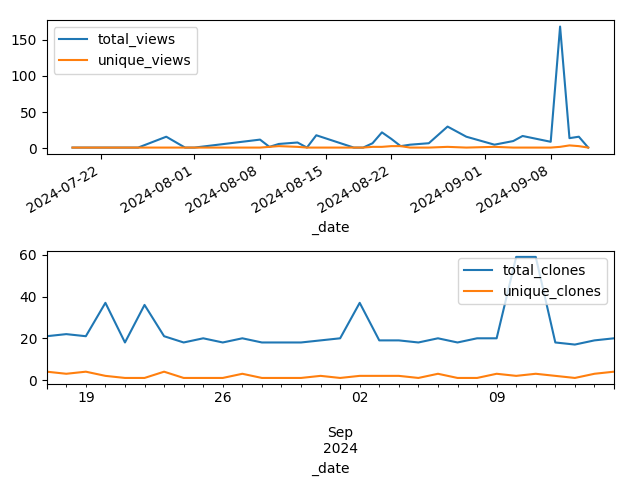 150
100
50
0
total_views
unique_views
2024-07-22
2024-08-01
2024-08-08
2024-08-15
2024-08-22
2024-09-01
2024-09-08
_date
60
40
20
0
total_clones
unique_clones
19
26
02
09
Sep
2024
_date